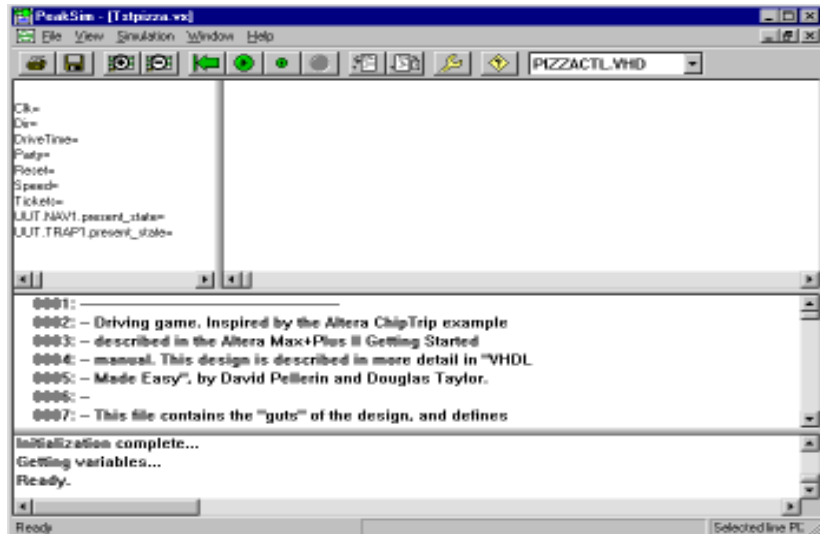 PeakSim - [Tstpizza.vx]
File View Simulation Window Help
PIZZACTL.VHD
Clk=
Dir=
DriveTime=
Party=
Reset=
Speed=
Tickets=
UUT.NAV1.present_state=
UUT.TRAP1.present_state=
0001: ----------------------------------------
0002: -- Driving game. Inspired by the Altera ChipTrip example
0003: -- described in the Altera Max+Plus II Getting Started
0004: -- manual. This design is described in more detail in "VHDL
0005: -- Made Easy", by David Pellerin and Douglas Taylor.
0006: --
0007: -- This file contains the "guts" of the design, and defines
Initialization complete...
Getting variables...
Ready.
Ready
Selected line